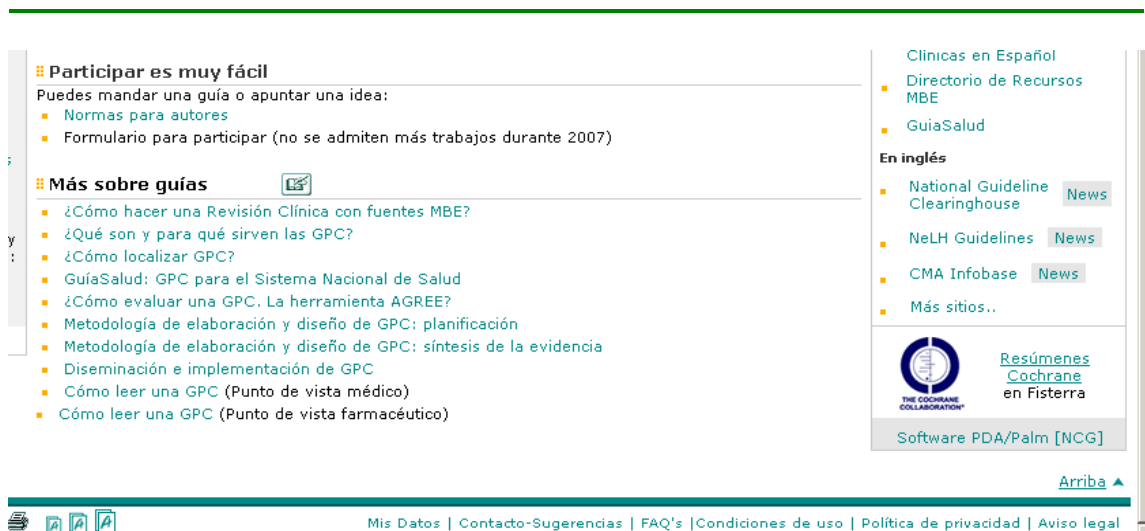 Participar es muy fácil
Puedes mandar una guía o apuntar una idea:
Normas para autores
Formulario para participar (no se admiten más trabajos durante 2007)
Más sobre guías
¿Cómo hacer una Revisión Clínica con fuentes MBE?
¿Qué son y para qué sirven las GPC?
¿Cómo localizar GPC?
GuíaSalud: GPC para el Sistema Nacional de Salud
¿Cómo evaluar una GPC. La herramienta AGREE?
Metodología de elaboración y diseño de GPC: planificación
Metodología de elaboración y diseño de GPC: síntesis de la evidencia
Diseminación e implementación de GPC
Cómo leer una GPC (Punto de vista médico)
Cómo leer una GPC (Punto de vista farmacéutico)
s
y
:
Clínicas en Español
Directorio de Recursos
MBE
GuiaSalud
En inglés
National Guideline
Clearinghouse News
NeLH Guidelines News
CMA Infobase News
Más sitios..
THE COCHRANE
COLLABORATION®
Resúmenes
Cochrane
en Fisterra
Software PDA/Palm [NCG]
Arriba
A A A
Mis Datos | Contacto-Sugerencias | FAQ's |Condiciones de uso | Política de privacidad | Aviso legal